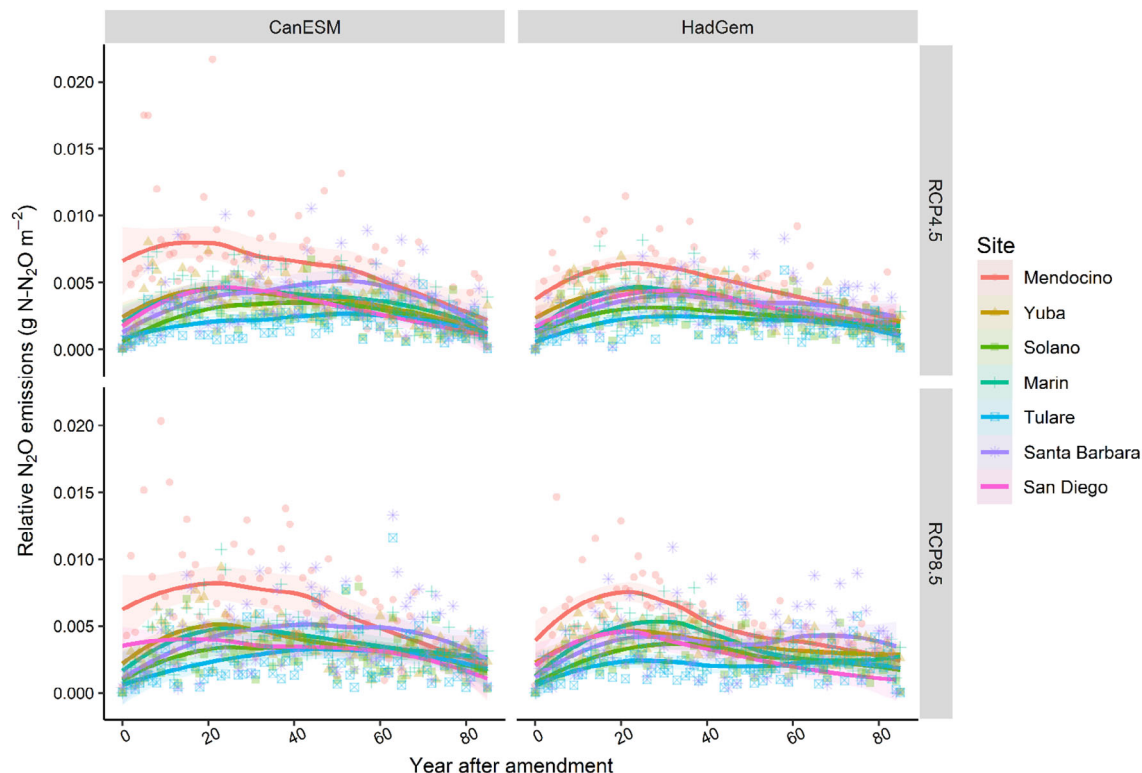 CanESM
HadGem
0.020
0.015
0.010
0.005
0.000
RCP4.5
0.020
0.015
0.010
0.005
0.000
RCP8.5
Relative N₂O emissions (g N-N₂O m⁻²)
0 20 40 60 80
0 20 40 60 80
Year after amendment
Site
Mendocino
Yuba
Solano
Marin
Tulare
Santa Barbara
San Diego